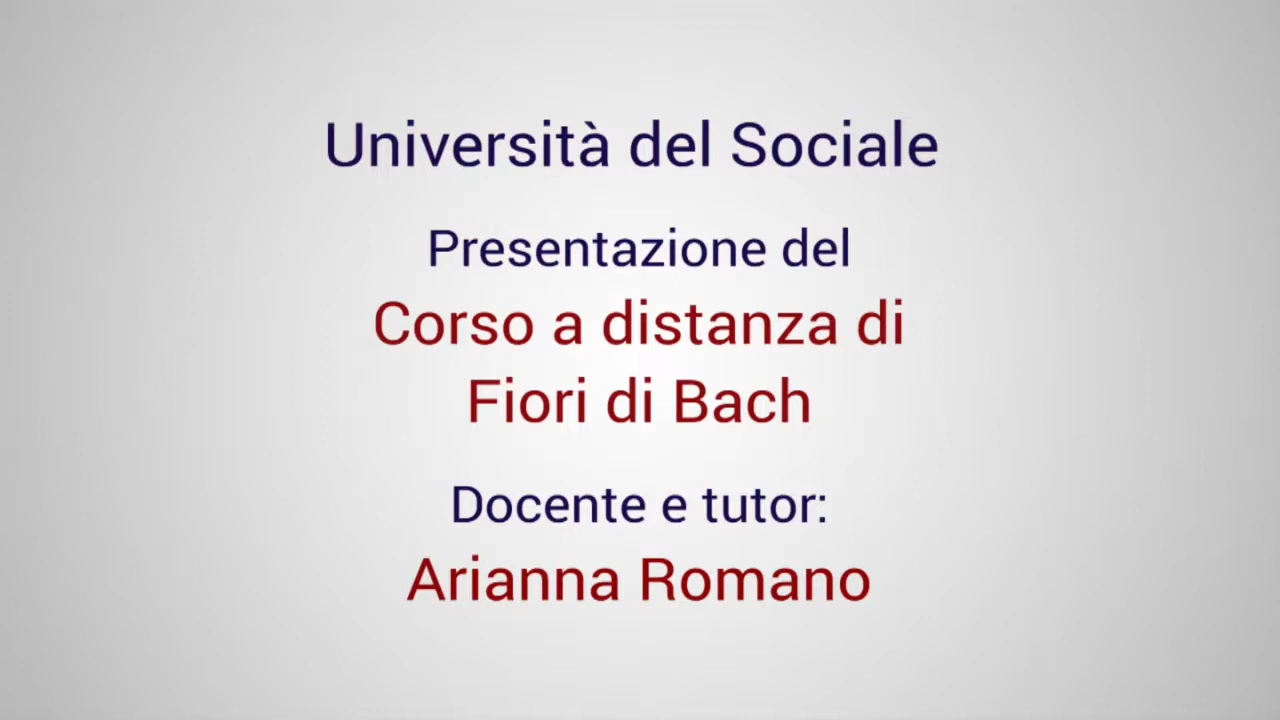 Università del Sociale
Presentazione del
Corso a distanza di
Fiori di Bach
Docente e tutor:
Arianna Romano